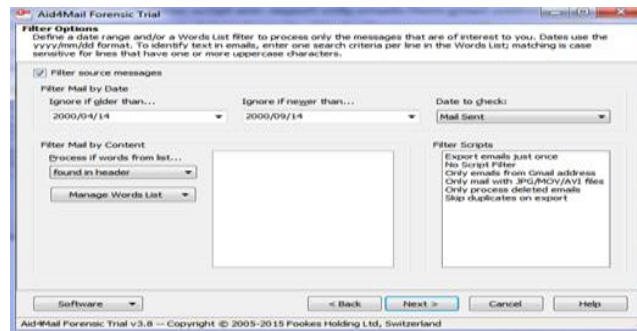 Aid4Mail Forensic Trial
Filter Options
Define a date range and/or a Words List filter to process only the messages that are of interest to you. Dates use the
yyyy/mm/dd format. To identify text in emails, enter one search criteria per line in the Words List; matching is case
sensitive for lines that have one or more uppercase characters.
Filter source messages
Filter Mail by Date
Ignore if older than...
Ignore if newer than...
Date to check:
2000/04/14
2000/09/14
Mail Sent
Filter Mail by Content
Filter Scripts
Process if words from list...
found in header
Manage Words List
Export emails just once
No Script Filter
Only emails from Gmail address
Only mail with JPG/MOV/AVI files
Only process deleted emails
Skip duplicates on export
Software
< Back
Next >
Cancel
Help
Aid4Mail Forensic Trial v3.8 -- Copyright © 2005-2015 Fookes Holding Ltd, Switzerland